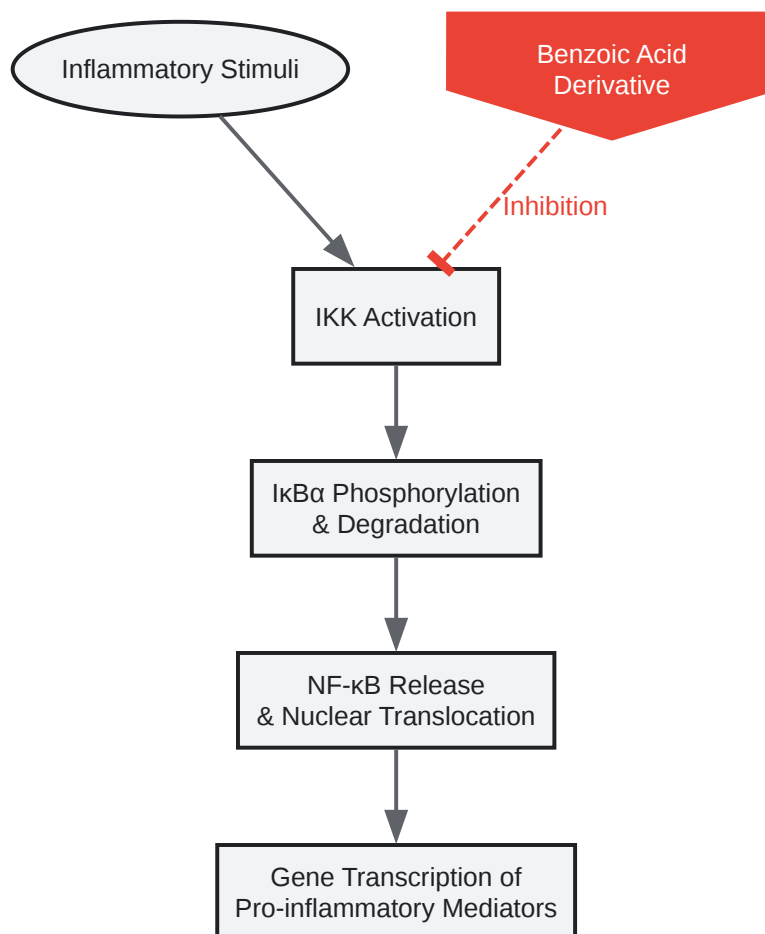 Inflammatory Stimuli
Benzoic Acid
Derivative
Inhibition
IKK Activation
IκBα Phosphorylation
& Degradation
NF-κB Release
& Nuclear Translocation
Gene Transcription of
Pro-inflammatory Mediators